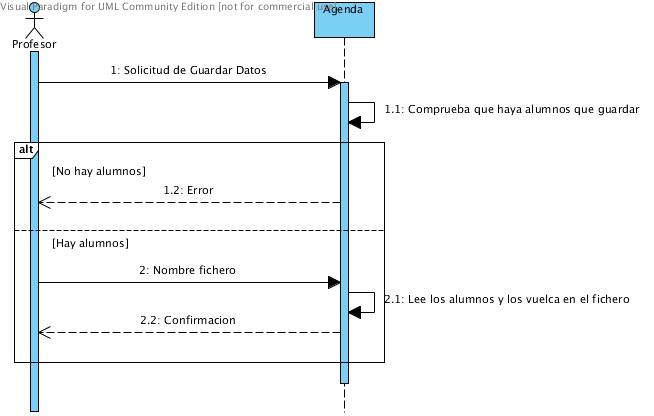 Visual Paradigm for UML Community Edition [not for commercial use]
Agenda
Profesor
1: Solicitud de Guardar Datos
1.1: Comprueba que haya alumnos que guardar
alt
[No hay alumnos]
1.2: Error
[Hay alumnos]
2: Nombre fichero
2.1: Lee los alumnos y los vuelca en el fichero
2.2: Confirmacion